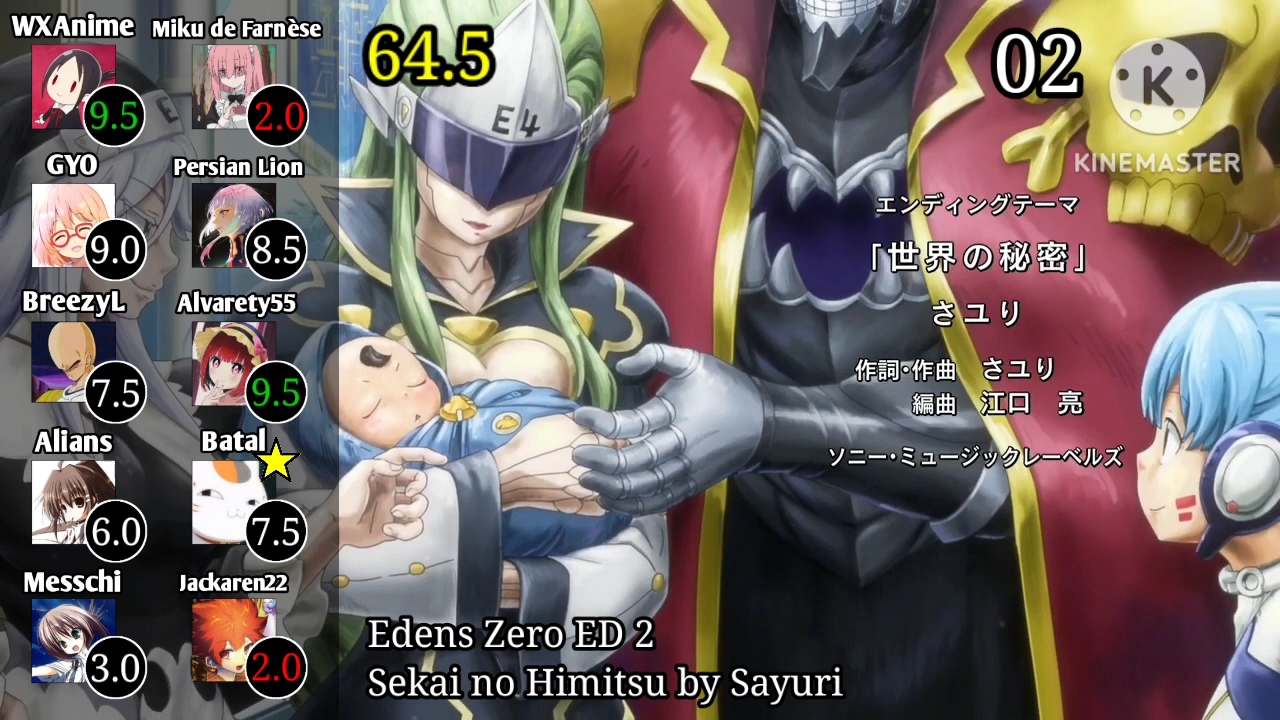 WXAnime
Miku de Farnèse
9.5
2.0
GYO
Persian Lion
9.0
8.5
BreezyL
Alvarety55
7.5
9.5
Alians
Batal
6.0
7.5
Messchi
Jackaren22
3.0
2.0
64.5
02
E4
K
KINEMASTER
エンディングテーマ
「世界の秘密」
さユり
作詞・作曲 さユり
編曲 江口 亮
ソニー・ミュージックレーベルズ
Edens Zero ED 2
Sekai no Himitsu by Sayuri